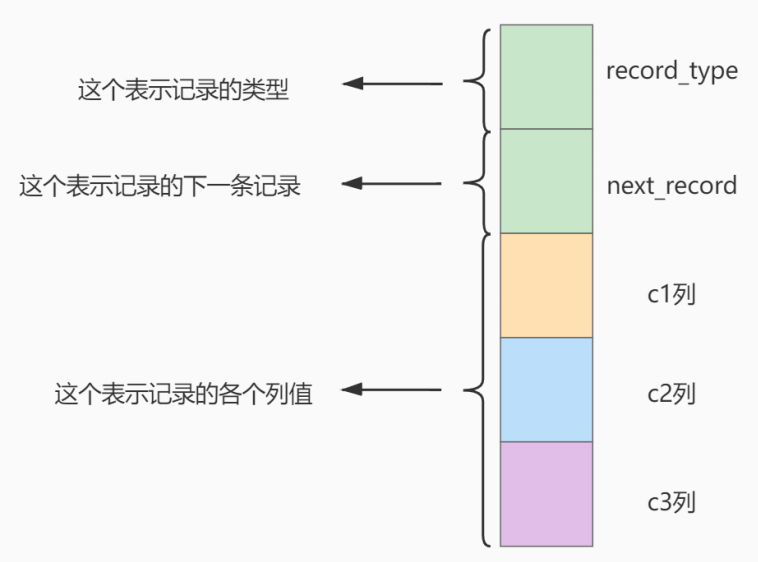 这个表示记录的类型
record_type
这个表示记录的下一条记录
next_record
c1列
这个表示记录的各个列值
c2列
c3列